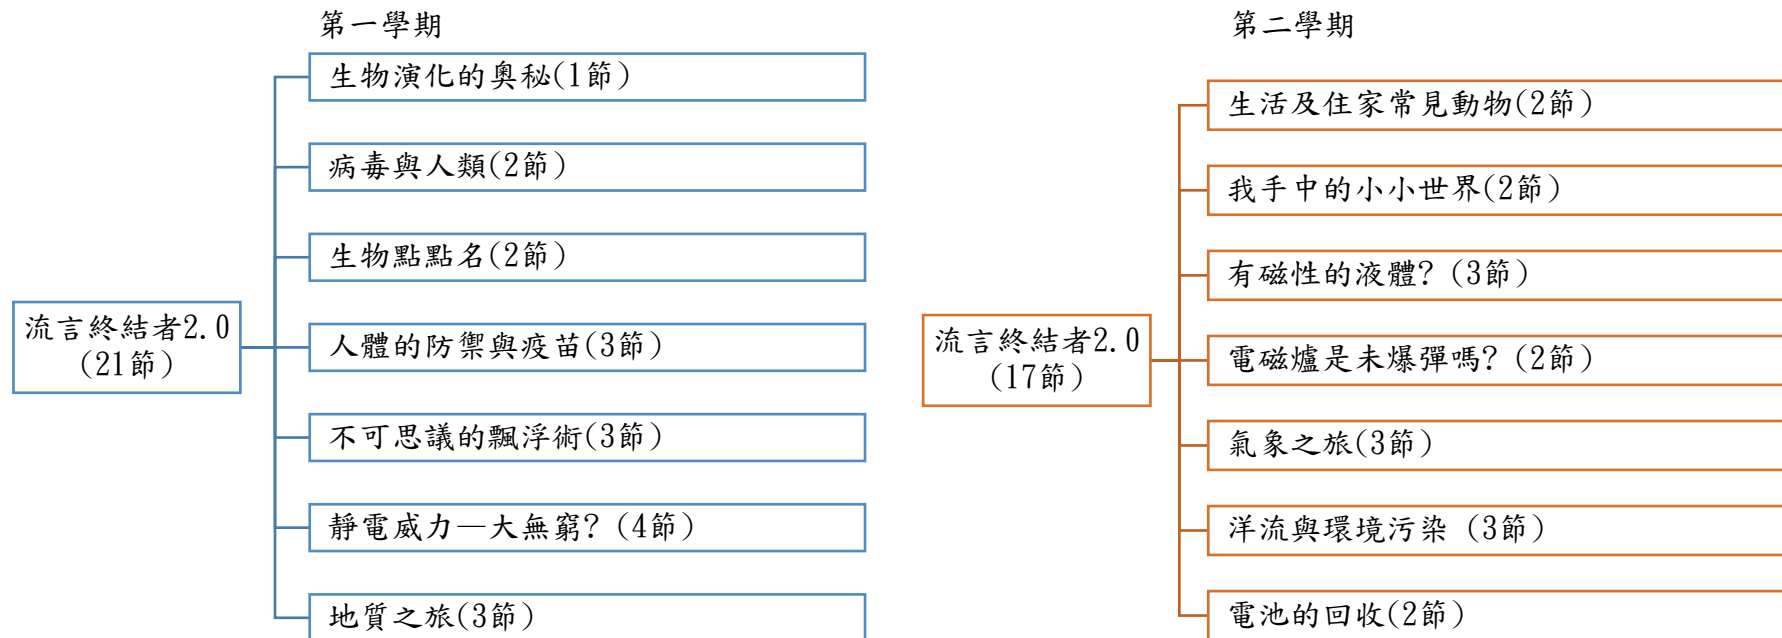 第一學期
流言終結者2.0
(21節)
生物演化的奧秘(1節)
病毒與人類(2節)
生物點點名(2節)
人體的防禦與疫苗(3節)
不可思議的飄浮術(3節)
靜電威力—大無窮? (4節)
地質之旅(3節)
第二學期
流言終結者2.0
(17節)
生活及住家常見動物(2節)
我手中的小小世界(2節)
有磁性的液體? (3節)
電磁爐是未爆彈嗎? (2節)
氣象之旅(3節)
洋流與環境污染 (3節)
電池的回收(2節)